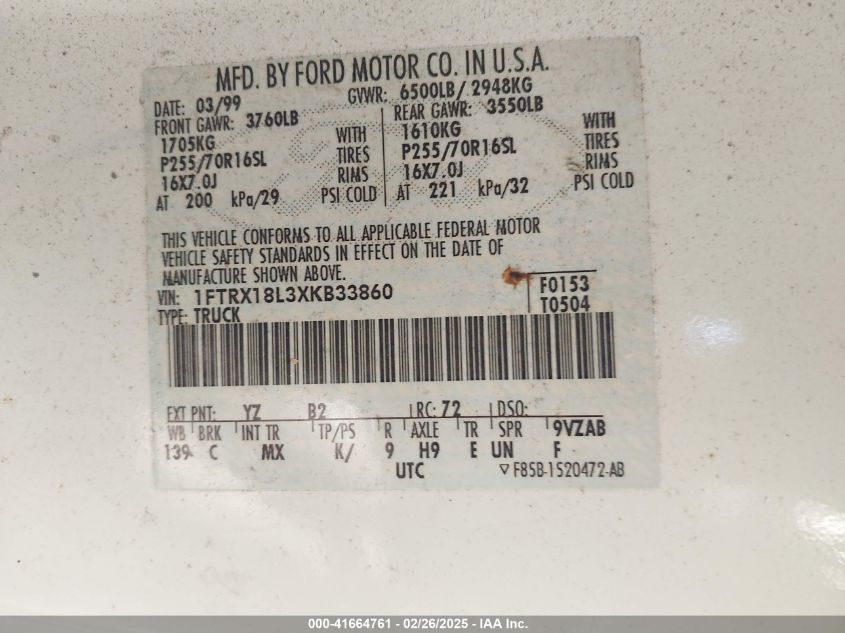 MFD. BY FORD MOTOR CO. IN U.S.A.
DATE: 03/99 GVWR: 6500LB/ 2948KG
FRONT GAWR: 3760LB REAR GAWR: 3550LB
1705KG WITH 1610KG WITH
P255/70R16SL TIRES P255/70R16SL TIRES
16X7.0J RIMS 16X7.0J RIMS
AT 200 kPa/29 PSI COLD AT 221 kPa/32 PSI COLD
THIS VEHICLE CONFORMS TO ALL APPLICABLE FEDERAL MOTOR
VEHICLE SAFETY STANDARDS IN EFFECT ON THE DATE OF
MANUFACTURE SHOWN ABOVE.
VIN: 1FTRX18L3XKB33860 F0153
TYPE: TRUCK T0504
EXT PNT: YZ B2 RC: 72 DSO:
WB BRK INT TR TP/PS R AXLE TR SPR 9VZAB
139 C MX K/ 9 H9 E UN F
UTC ▽ F85B-1520472-AB
000-41664761 - 02/26/2025 - IAA Inc.